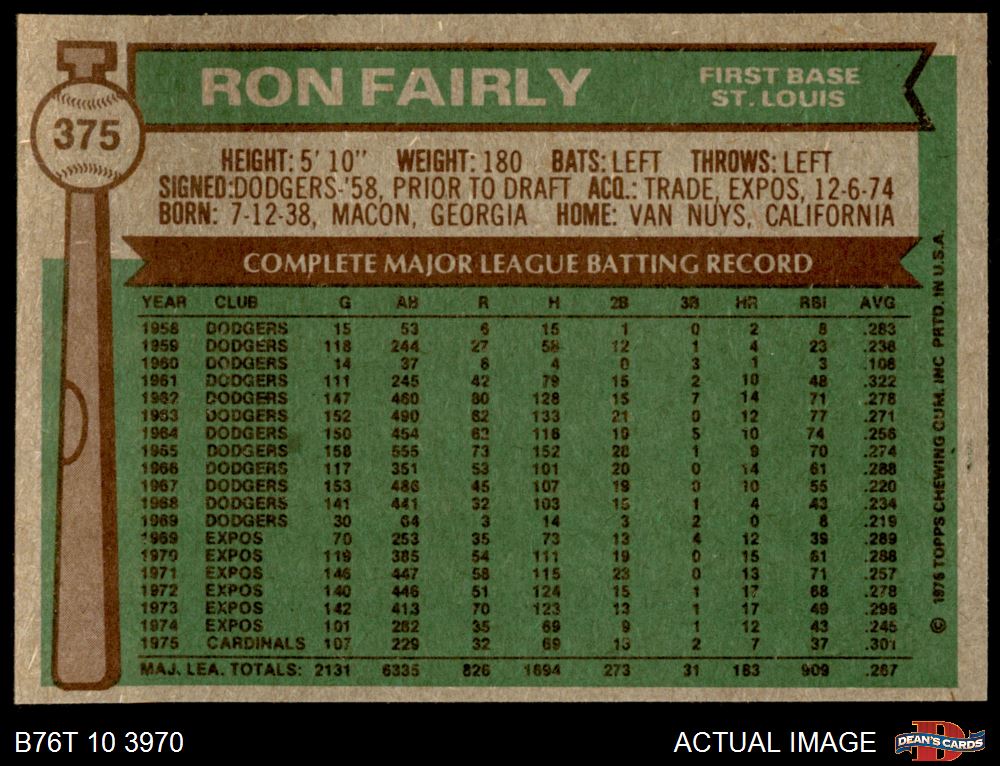 RON FAIRLY
FIRST BASE
ST. LOUIS
375
HEIGHT: 5' 10" WEIGHT: 180 BATS: LEFT THROWS: LEFT
SIGNED: DODGERS-'58, PRIOR TO DRAFT ACQ.: TRADE, EXPOS, 12-6-74
BORN: 7-12-38, MACON, GEORGIA HOME: VAN NUYS, CALIFORNIA
COMPLETE MAJOR LEAGUE BATTING RECORD
YEAR CLUB G AB R H 2B 3B HR RBI AVG
1958 DODGERS 15 53 6 15 1 0 2 8 .283
1959 DODGERS 118 244 27 58 12 1 4 23 .238
1960 DODGERS 14 37 6 4 0 3 1 3 .108
1961 DODGERS 111 245 42 79 15 2 10 48 .322
1962 DODGERS 147 460 80 128 15 7 14 71 .278
1963 DODGERS 152 490 62 133 21 0 12 77 .271
1964 DODGERS 150 454 62 116 19 5 10 74 .256
1965 DODGERS 158 555 73 152 28 1 9 70 .274
1966 DODGERS 117 351 53 101 20 0 14 61 .288
1967 DODGERS 153 486 45 107 19 0 10 55 .220
1968 DODGERS 141 441 32 103 15 1 4 43 .234
1969 DODGERS 30 64 3 14 3 2 0 8 .219
1969 EXPOS 70 253 35 73 13 4 12 39 .289
1970 EXPOS 119 385 54 111 19 0 15 61 .288
1971 EXPOS 146 447 58 115 23 0 13 71 .257
1972 EXPOS 140 446 51 124 15 1 17 68 .278
1973 EXPOS 142 413 70 123 13 1 17 49 .298
1974 EXPOS 101 282 35 69 9 1 12 43 .245
1975 CARDINALS 107 229 32 69 13 2 7 37 .301
MAJ. LEA. TOTALS: 2131 6335 826 1694 273 31 183 909 .267
© 1976 TOPPS CHEWING GUM, INC. PRTD. IN U.S.A.
B76T 10 3970
ACTUAL IMAGE
DEAN'S CARDS